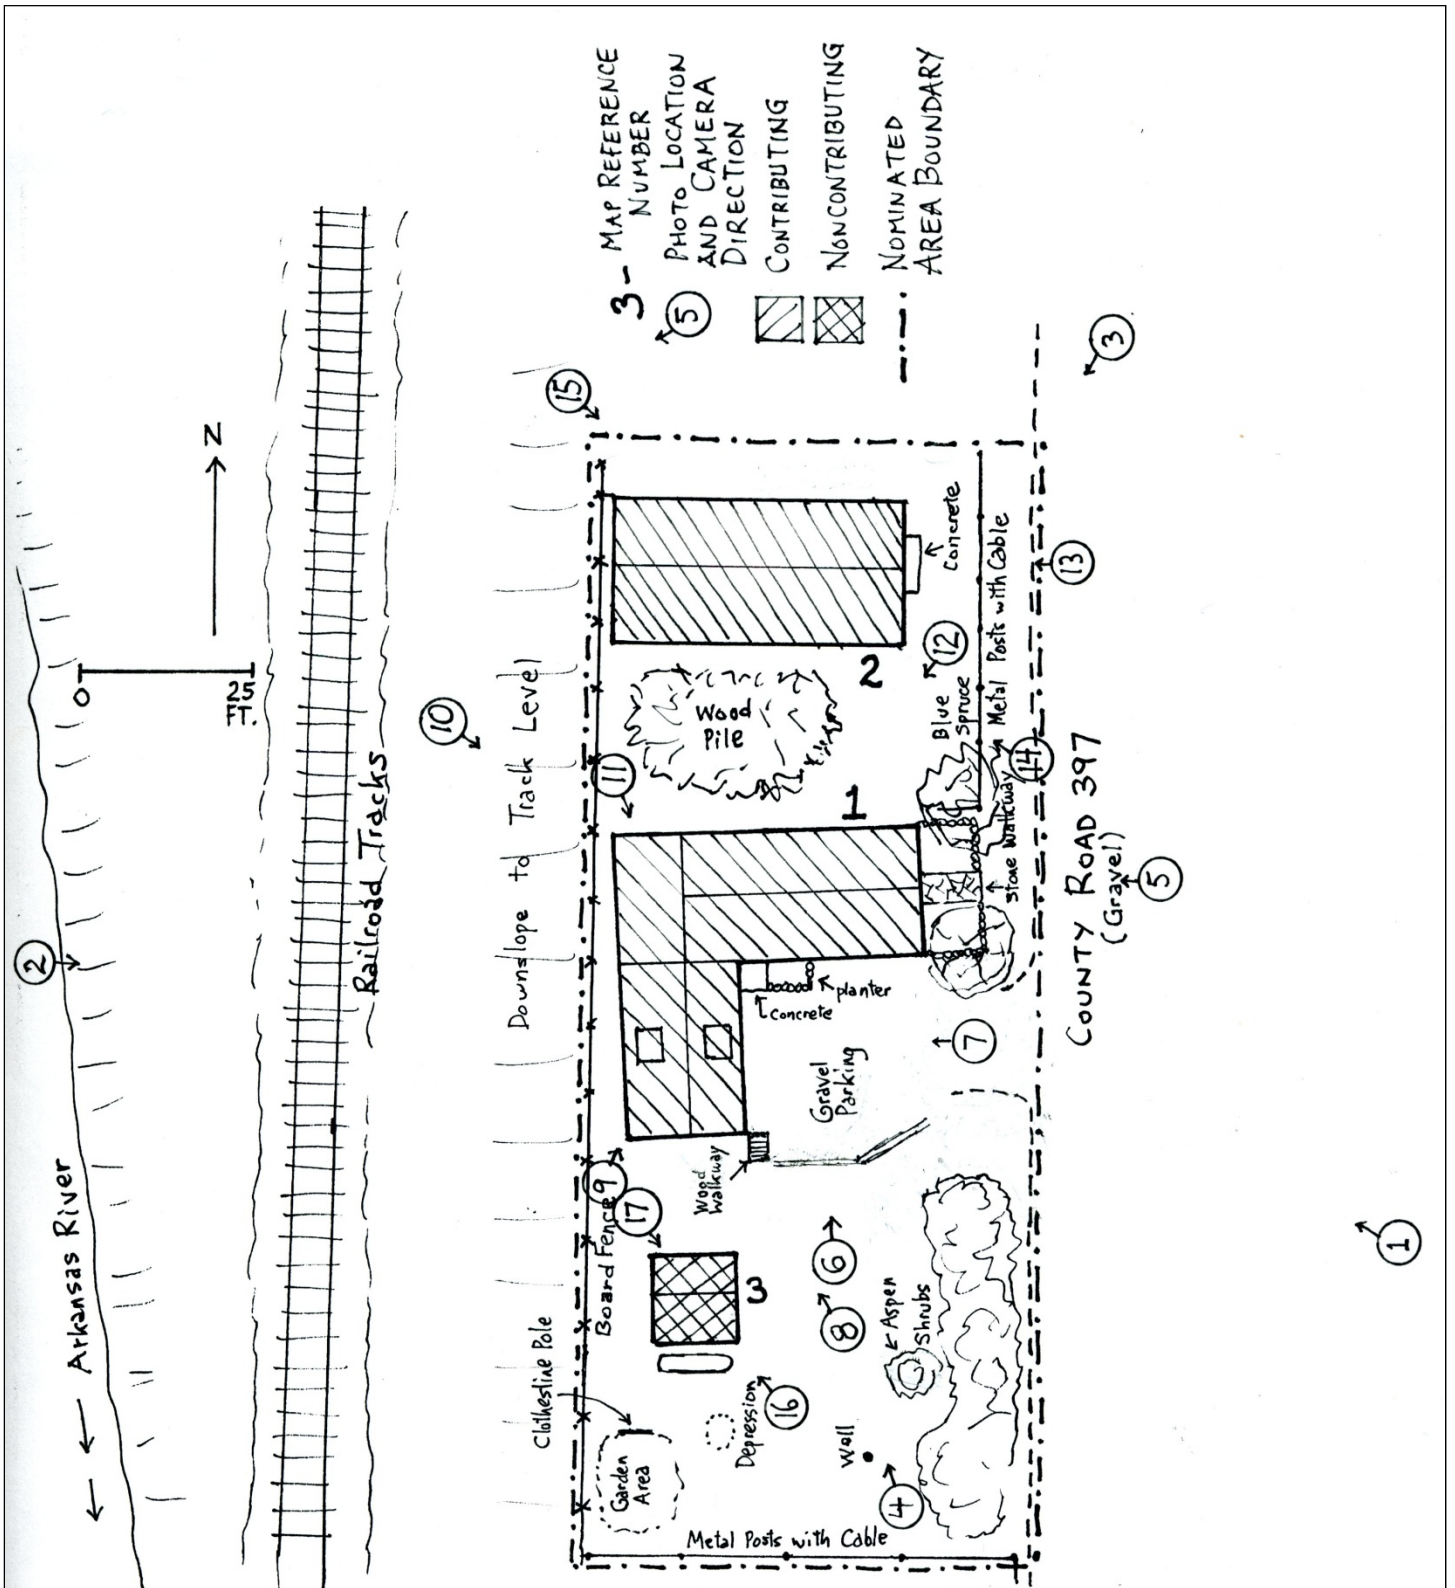 3- MAP REFERENCE
NUMBER
5 PHOTO LOCATION
AND CAMERA
DIRECTION
CONTRIBUTING
NONCONTRIBUTING
NOMINATED
AREA BOUNDARY
N
0
25
FT.
← ← Arkansas River
Railroad Tracks
Downslope to Track Level
COUNTY ROAD 397
(Gravel)
1
2
3
Wood
Pile
Concrete
Metal Posts with Cable
Blue
Spruce
Stone Walkway
planter
Concrete
Gravel
Parking
Wood
Walkway
Board Fence
Clothesline Pole
Garden
Area
Depression
Well
Aspen
Shrubs
Metal Posts with Cable
1
2
3
4
5
6
7
8
9
10
11
12
13
14
15
16
17